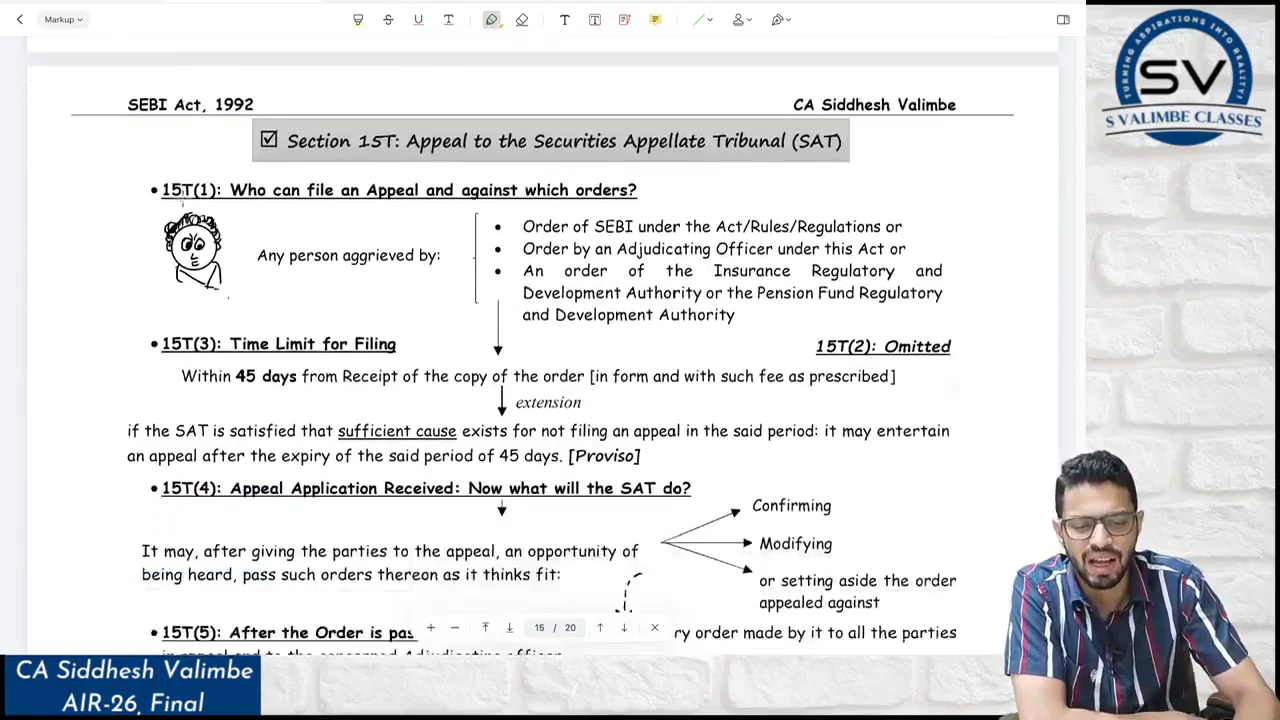 Markup
SEBI Act, 1992
CA Siddhesh Valimbe
☑ Section 15T: Appeal to the Securities Appellate Tribunal (SAT)
• 15T(1): Who can file an Appeal and against which orders?
Any person aggrieved by:
• Order of SEBI under the Act/Rules/Regulations or
• Order by an Adjudicating Officer under this Act or
• An order of the Insurance Regulatory and
Development Authority or the Pension Fund Regulatory
and Development Authority
• 15T(3): Time Limit for Filing
15T(2): Omitted
Within 45 days from Receipt of the copy of the order [in form and with such fee as prescribed]
extension
if the SAT is satisfied that sufficient cause exists for not filing an appeal in the said period: it may entertain
an appeal after the expiry of the said period of 45 days. [Proviso]
• 15T(4): Appeal Application Received: Now what will the SAT do?
It may, after giving the parties to the appeal, an opportunity of
being heard, pass such orders thereon as it thinks fit:
Confirming
Modifying
or setting aside the order
appealed against
• 15T(5): After the Order is pas
ry order made by it to all the parties
15 / 20
TURNING ASPIRATIONS INTO REALITY!
SV
S VALIMBE CLASSES
CA Siddhesh Valimbe
AIR-26, Final